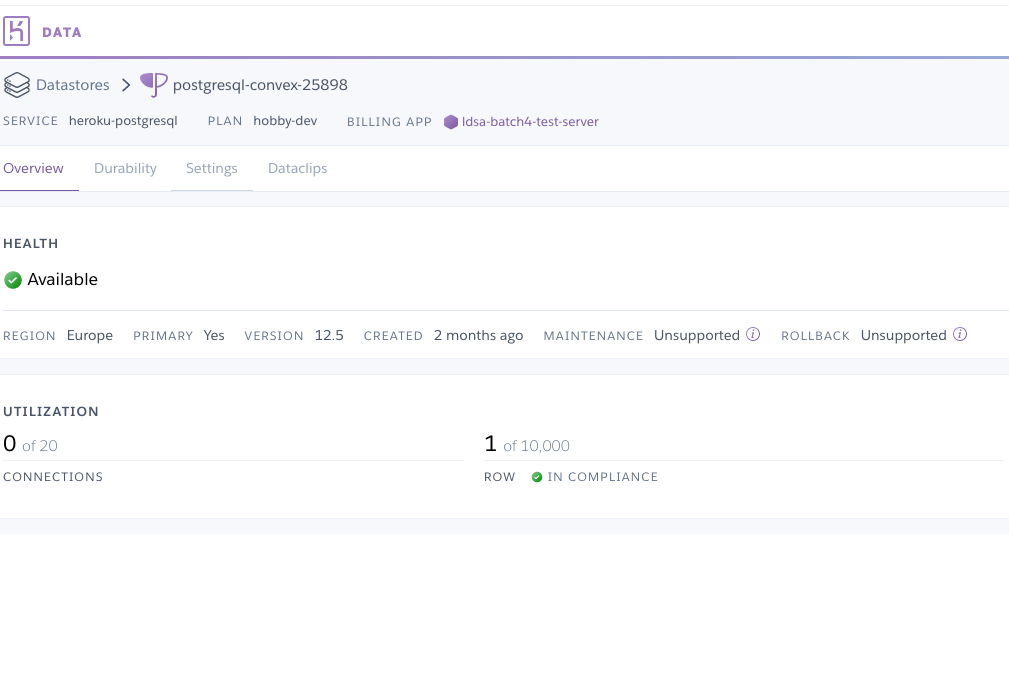 DATA
Datastores postgresql-convex-25898
SERVICE heroku-postgresql PLAN hobby-dev BILLING APP ldsa-batch4-test-server
Overview Durability Settings Dataclips
HEALTH
Available
REGION Europe PRIMARY Yes VERSION 12.5 CREATED 2 months ago MAINTENANCE Unsupported ROLLBACK Unsupported
UTILIZATION
0 of 20 1 of 10,000
CONNECTIONS ROW IN COMPLIANCE